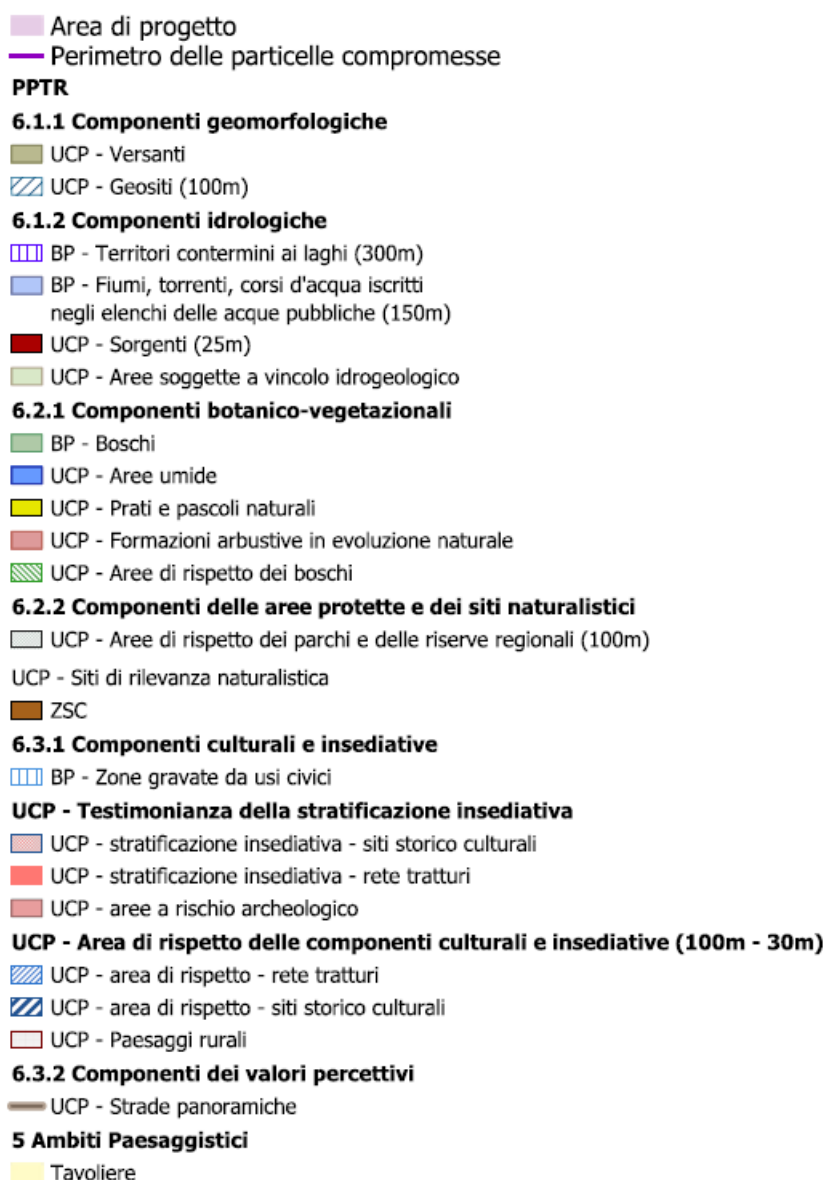 Area di progetto
Perimetro delle particelle compromesse
PPTR
6.1.1 Componenti geomorfologiche
UCP - Versanti
UCP - Geositi (100m)
6.1.2 Componenti idrologiche
BP - Territori contermini ai laghi (300m)
BP - Fiumi, torrenti, corsi d'acqua iscritti
negli elenchi delle acque pubbliche (150m)
UCP - Sorgenti (25m)
UCP - Aree soggette a vincolo idrogeologico
6.2.1 Componenti botanico-vegetazionali
BP - Boschi
UCP - Aree umide
UCP - Prati e pascoli naturali
UCP - Formazioni arbustive in evoluzione naturale
UCP - Aree di rispetto dei boschi
6.2.2 Componenti delle aree protette e dei siti naturalistici
UCP - Aree di rispetto dei parchi e delle riserve regionali (100m)
UCP - Siti di rilevanza naturalistica
ZSC
6.3.1 Componenti culturali e insediative
BP - Zone gravate da usi civici
UCP - Testimonianza della stratificazione insediativa
UCP - stratificazione insediativa - siti storico culturali
UCP - stratificazione insediativa - rete tratturi
UCP - aree a rischio archeologico
UCP - Area di rispetto delle componenti culturali e insediative (100m - 30m)
UCP - area di rispetto - rete tratturi
UCP - area di rispetto - siti storico culturali
UCP - Paesaggi rurali
6.3.2 Componenti dei valori percettivi
UCP - Strade panoramiche
5 Ambiti Paesaggistici
Tavoliere